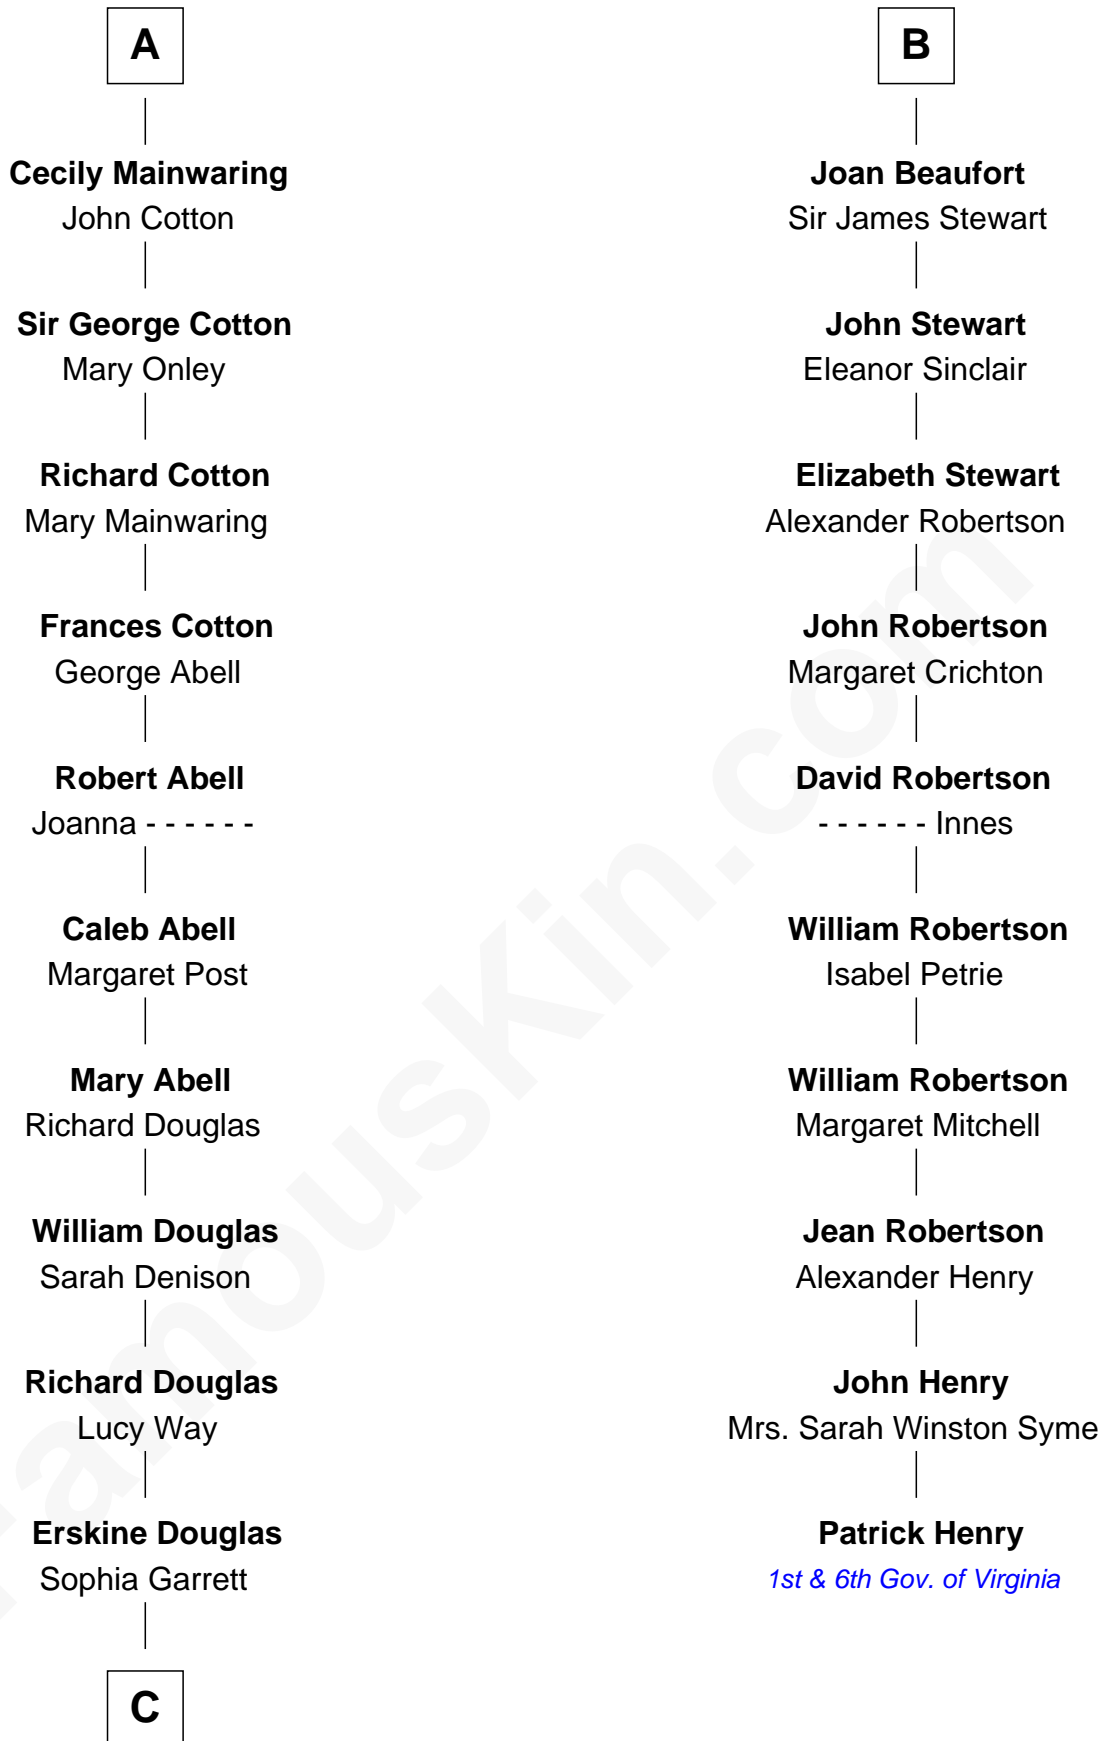 A
Cecily Mainwaring
John Cotton
Sir George Cotton
Mary Onley
Richard Cotton
Mary Mainwaring
Frances Cotton
George Abell
Robert Abell
Joanna - - - - - -
Caleb Abell
Margaret Post
Mary Abell
Richard Douglas
William Douglas
Sarah Denison
Richard Douglas
Lucy Way
Erskine Douglas
Sophia Garrett
C
B
Joan Beaufort
Sir James Stewart
John Stewart
Eleanor Sinclair
Elizabeth Stewart
Alexander Robertson
John Robertson
Margaret Crichton
David Robertson
- - - - - - Innes
William Robertson
Isabel Petrie
William Robertson
Margaret Mitchell
Jean Robertson
Alexander Henry
John Henry
Mrs. Sarah Winston Syme
Patrick Henry
1st & 6th Gov. of Virginia
FamousKin.com